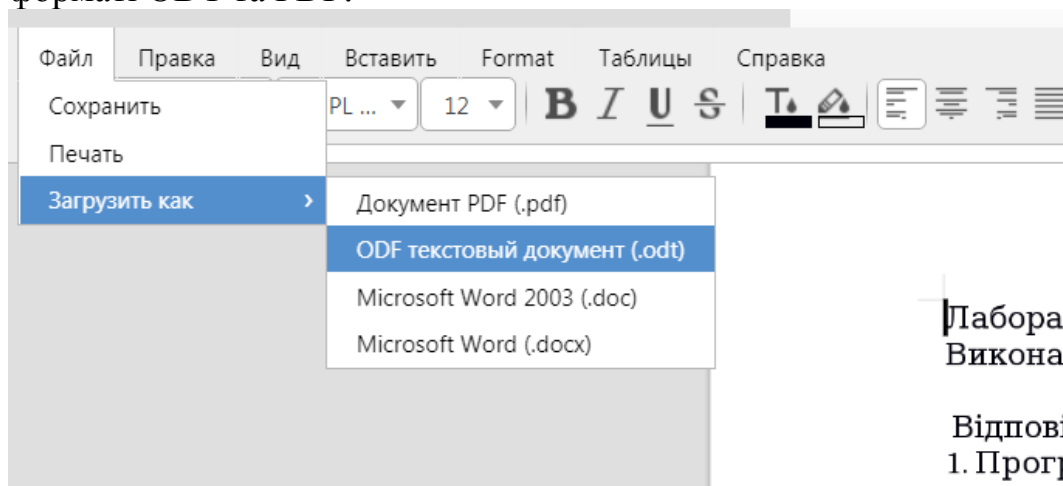 Файл Правка Вид Вставить Format Таблицы Справка
PL ... 12 B I U S T
Сохранить
Печать
Загрузить как
Документ PDF (.pdf)
ODF текстовый документ (.odt)
Microsoft Word 2003 (.doc)
Microsoft Word (.docx)
Лабора
Викона
Відпові
1. Прогр